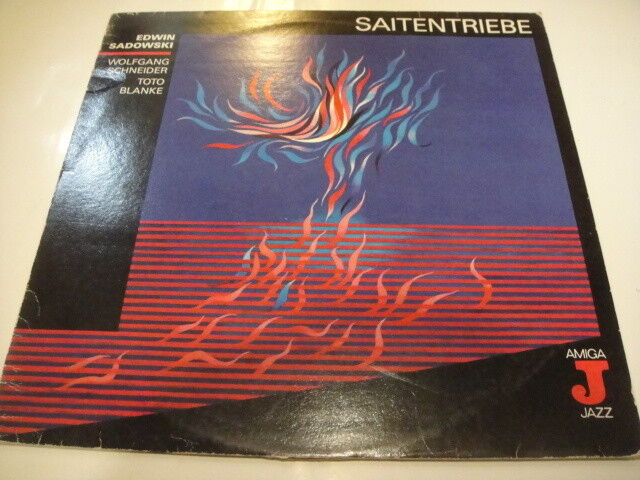 SAITENTRIEBE
EDWIN
SADOWSKI
WOLFGANG
SCHNEIDER
TOTO
BLANKE
AMIGA
J
JAZZ